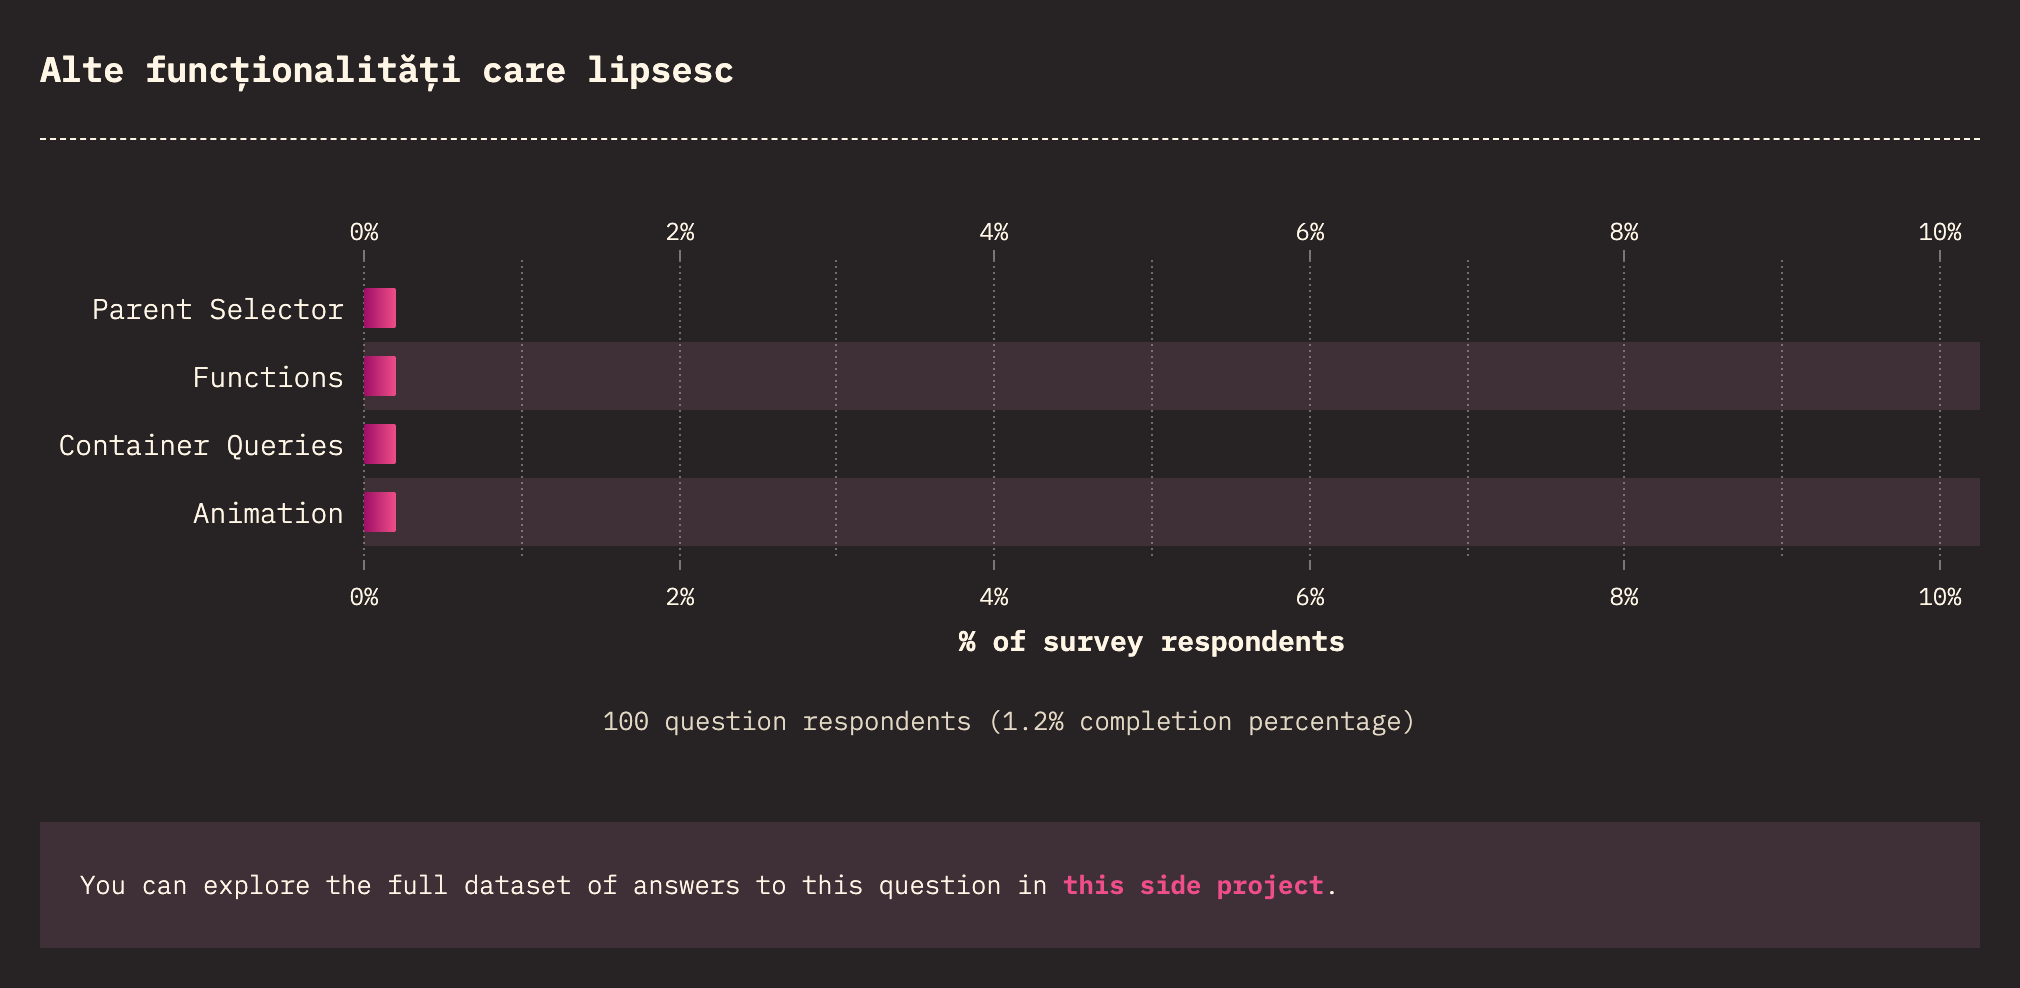 Alte funcționalități care lipsesc
0% 2% 4% 6% 8% 10%
Parent Selector
Functions
Container Queries
Animation
0% 2% 4% 6% 8% 10%
% of survey respondents
100 question respondents (1.2% completion percentage)
You can explore the full dataset of answers to this question in this side project.